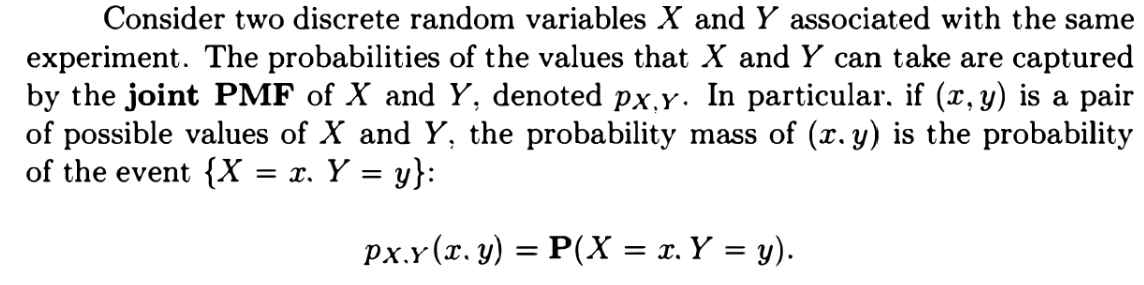 Consider two discrete random variables X and Y associated with the same
experiment. The probabilities of the values that X and Y can take are captured
by the joint PMF of X and Y, denoted pX,Y. In particular. if (x, y) is a pair
of possible values of X and Y, the probability mass of (x. y) is the probability
of the event {X = x. Y = y}:
pX.Y(x. y) = P(X = x. Y = y).